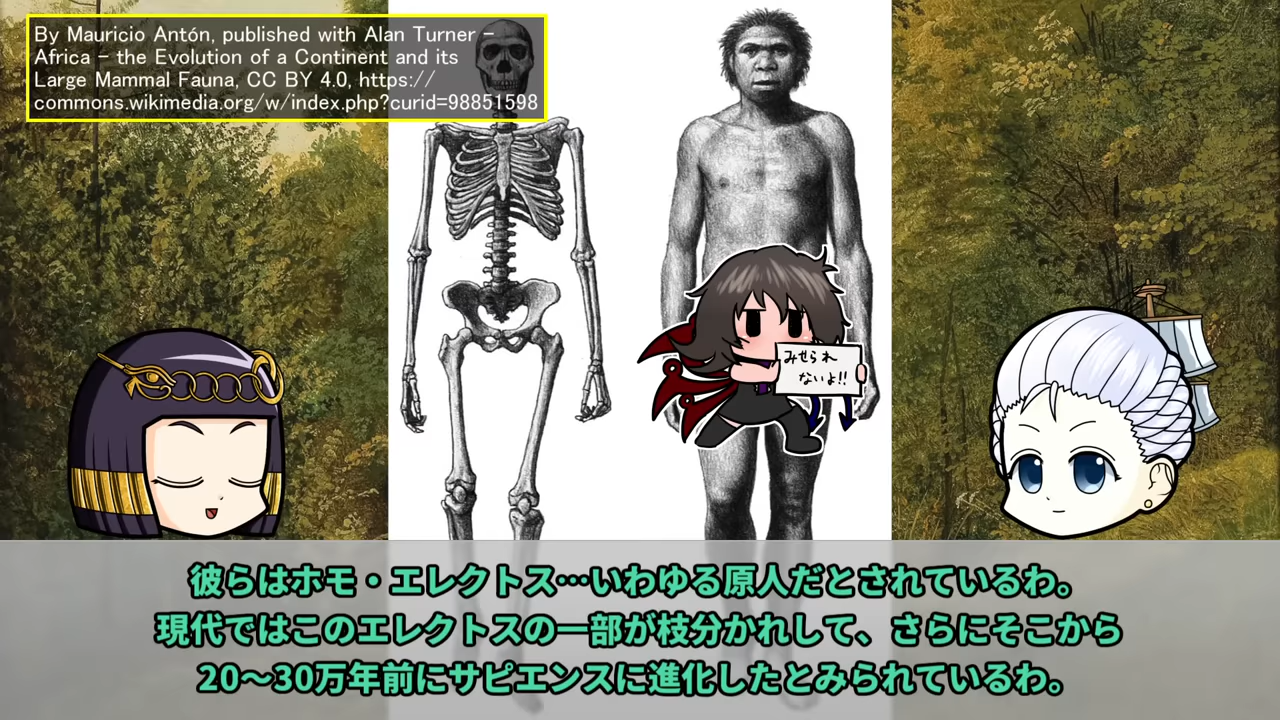 By Mauricio Antón, published with Alan Turner -
Africa - the Evolution of a Continent and its
Large Mammal Fauna, CC BY 4.0, https://
commons.wikimedia.org/w/index.php?curid=98851598
みせられ
ないよ!!
彼らはホモ・エレクトス…いわゆる原人だとされているわ。
現代ではこのエレクトスの一部が枝分かれして、さらにそこから
20〜30万年前にサピエンスに進化したとみられているわ。